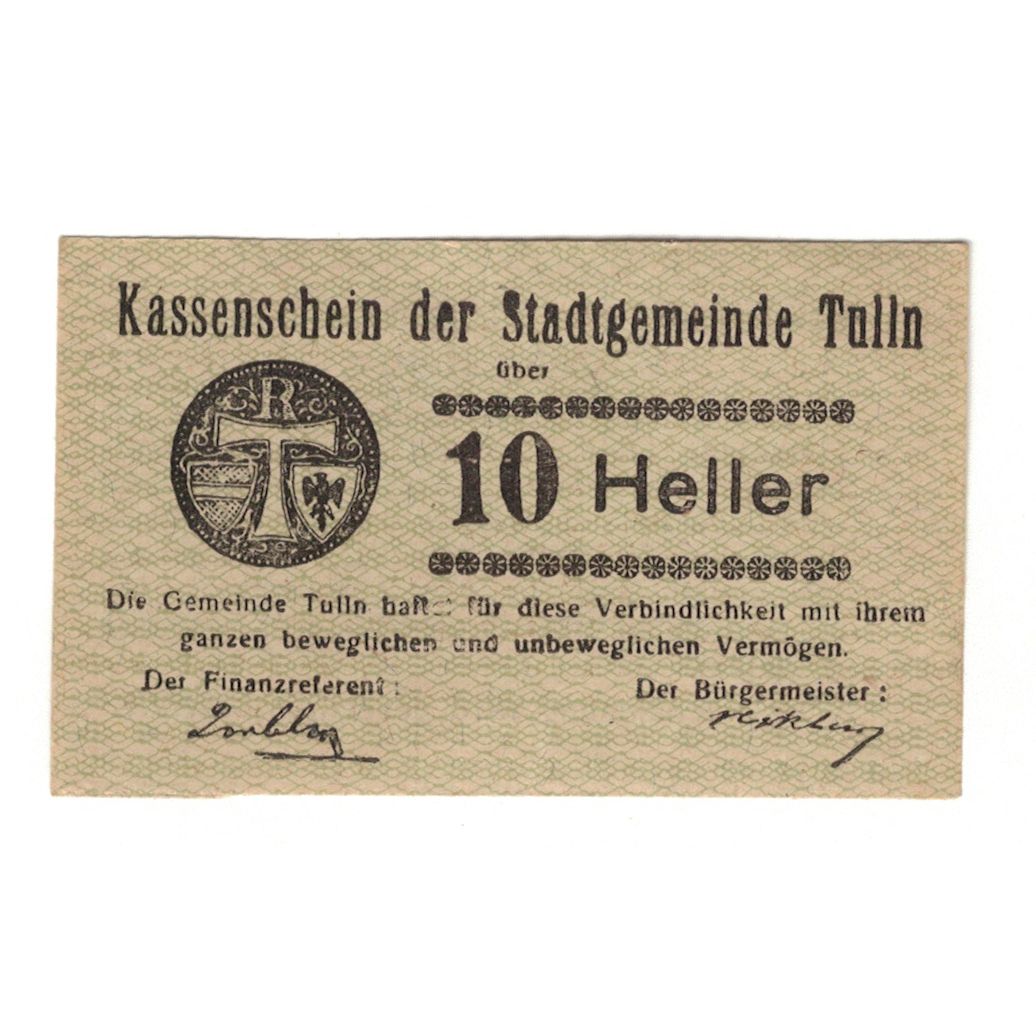 Kassenschein der Stadtgemeinde Tulln
über
R
T
10 Heller
Die Gemeinde Tulln haftet für diese Verbindlichkeit mit ihrem
ganzen beweglichen und unbeweglichen Vermögen.
Der Finanzreferent:
Der Bürgermeister: